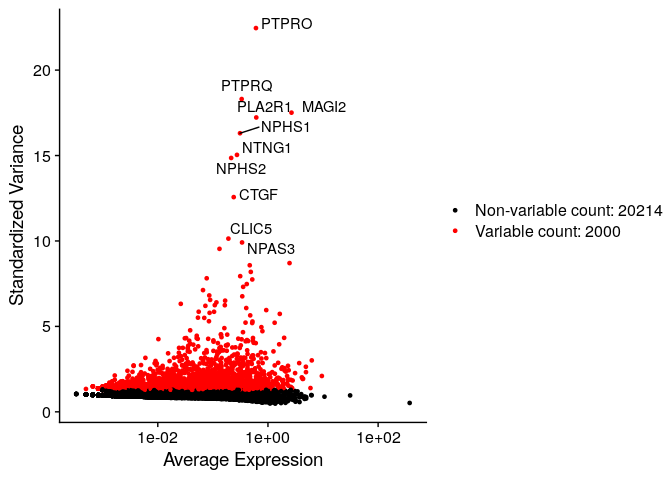 PTPRO
20
PTPRQ
PLA2R1
MAGI2
NPHS1
NTNG1
15
NPHS2
CTGF
CLIC5
NPAS3
10
5
0
Standardized Variance
Non-variable count: 20214
Variable count: 2000
1e-02
1e+00
1e+02
Average Expression